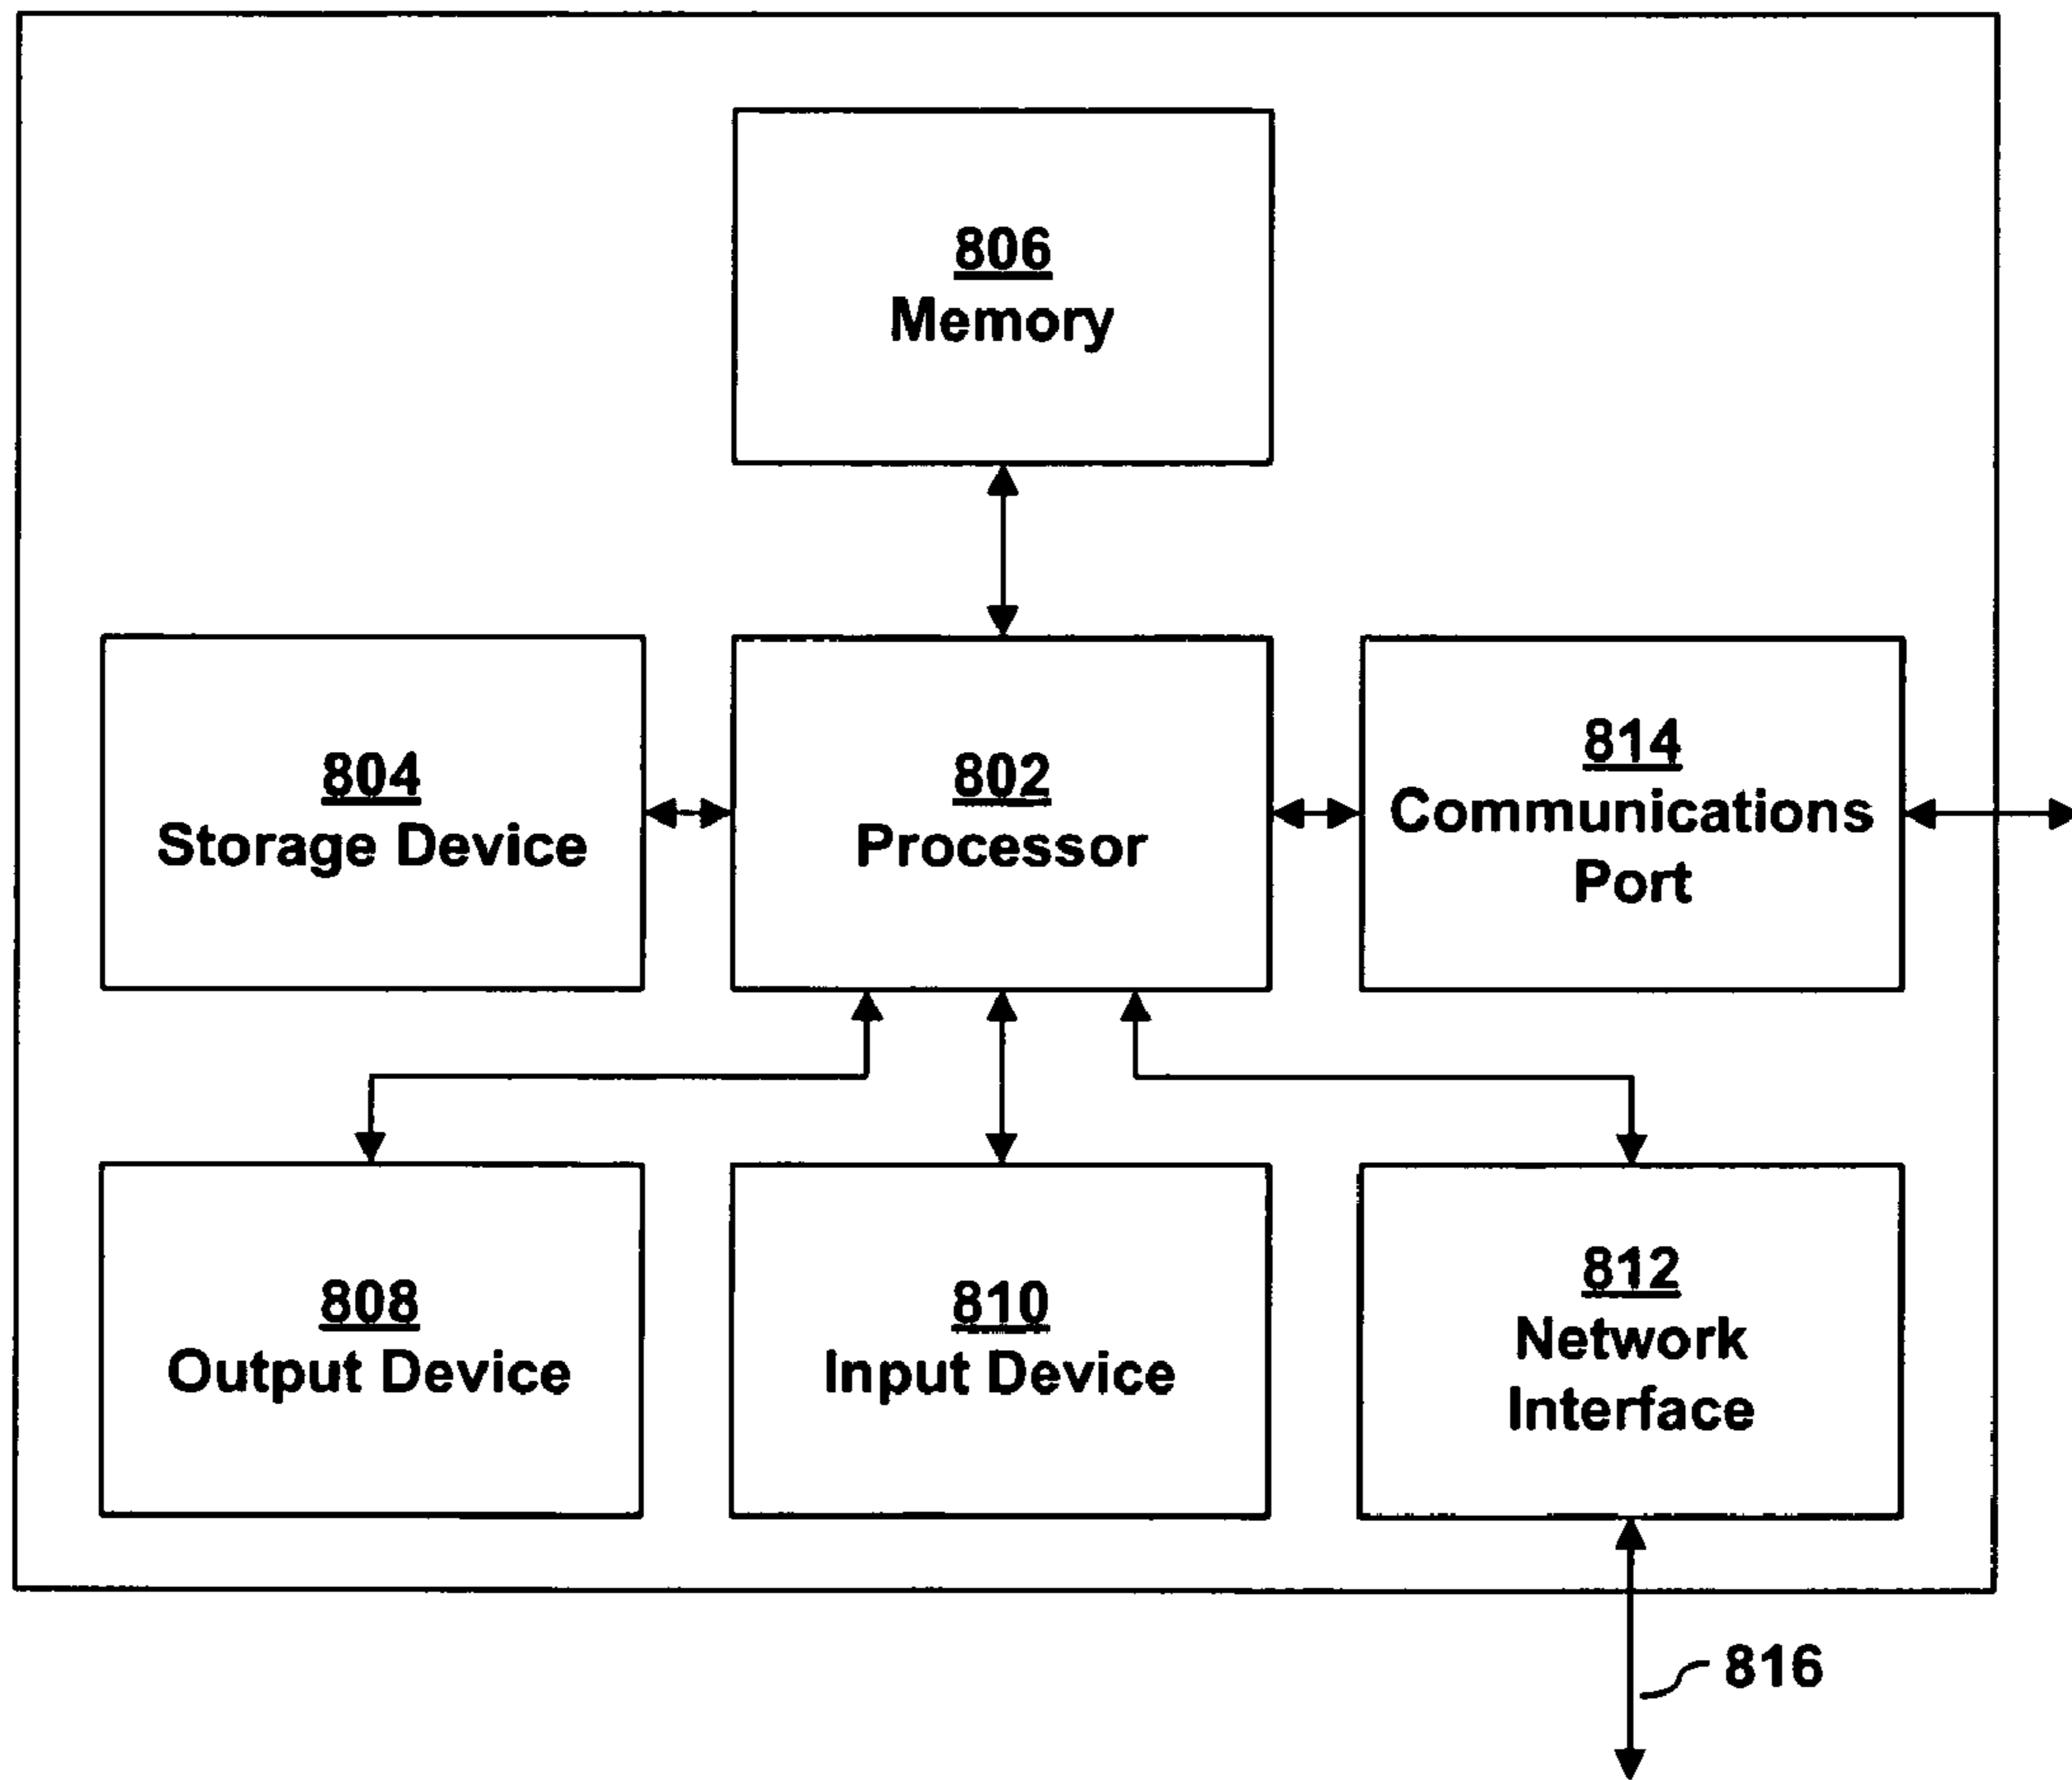 806
Memory
804
Storage Device
802
Processor
814
Communications
Port
808
Output Device
810
Input Device
812
Network
Interface
816